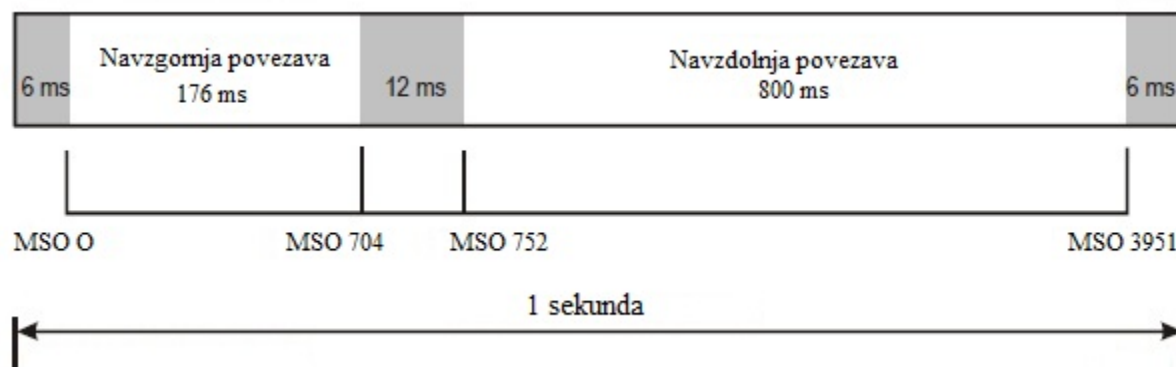 6 ms
Navzgornja povezava
176 ms
12 ms
Navzdolnja povezava
800 ms
6 ms
MSO O
MSO 704
MSO 752
MSO 3951
1 sekunda